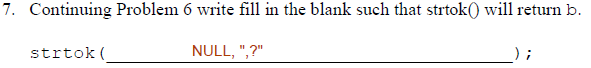 7. Continuing Problem 6 write fill in the blank such that strtok() will return b.
strtok(NULL, ",?");